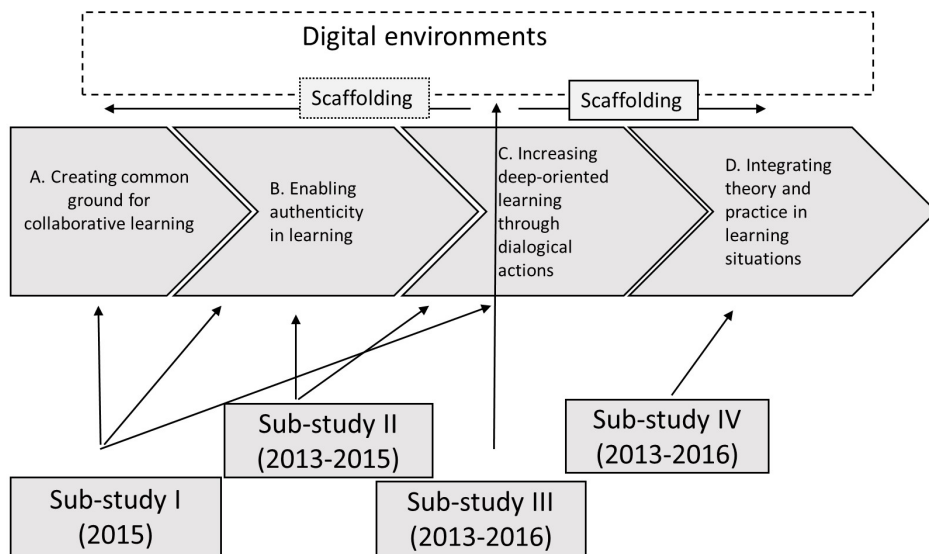 Digital environments
Scaffolding
Scaffolding
A. Creating common
ground for
collaborative learning
B. Enabling
authenticity
in learning
C. Increasing
deep-oriented
learning
through
dialogical
actions
D. Integrating
theory and
practice in
learning
situations
Sub-study II
(2013-2015)
Sub-study IV
(2013-2016)
Sub-study I
(2015)
Sub-study III
(2013-2016)